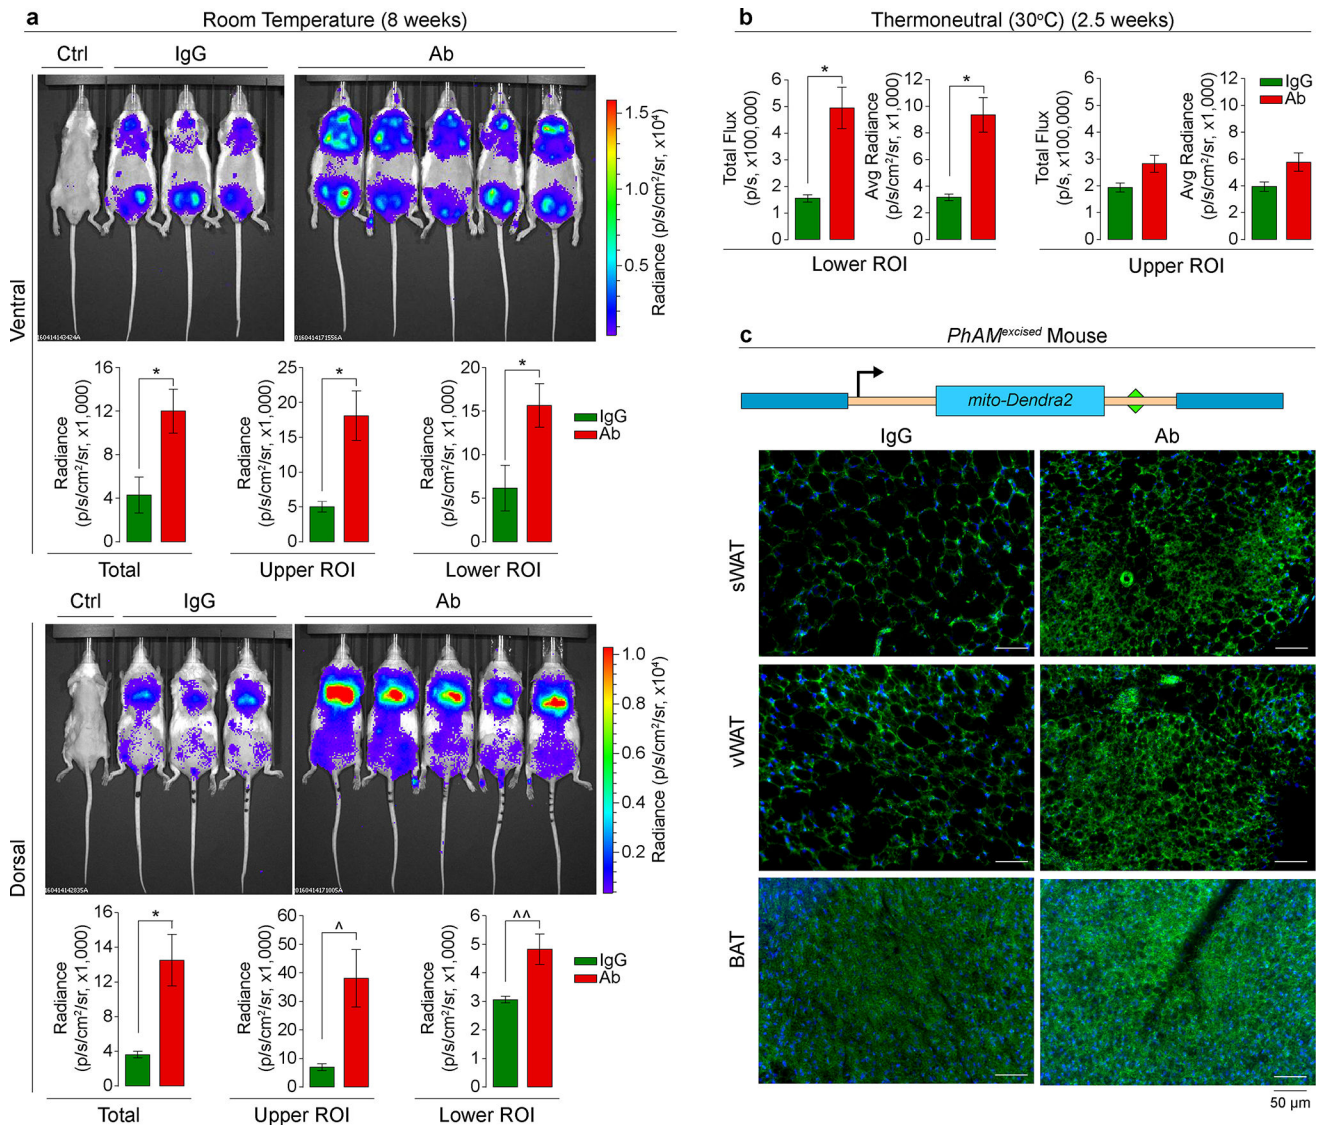 a
Room Temperature (8 weeks)
Ctrl IgG Ab
Ventral
0160414143424A
0160414171556A
1.5
1.0
0.5
Radiance (p/s/cm²/sr, x10⁴)
Radiance
(p/s/cm²/sr, x1,000)
16
12
8
4
0
*
Total
Radiance
(p/s/cm²/sr, x1,000)
25
20
15
10
5
0
*
Upper ROI
Radiance
(p/s/cm²/sr, x1,000)
20
15
10
5
0
*
Lower ROI
IgG
Ab
Ctrl IgG Ab
Dorsal
160414142035A
0160414171005A
1.0
0.8
0.6
0.4
0.2
Radiance (p/s/cm²/sr, x10⁴)
Radiance
(p/s/cm²/sr, x1,000)
16
12
8
4
0
*
Total
Radiance
(p/s/cm²/sr, x1,000)
60
50
40
30
20
10
0
^
Upper ROI
Radiance
(p/s/cm²/sr, x1,000)
6
5
4
3
2
1
0
^^
Lower ROI
IgG
Ab
b
Thermoneutral (30°C) (2.5 weeks)
Total Flux
(p/s, x100,000)
6
5
4
3
2
1
0
*
Avg Radiance
(p/s/cm²/sr, x1,000)
12
10
8
6
4
2
0
*
Lower ROI
Total Flux
(p/s, x100,000)
6
5
4
3
2
1
0
Avg Radiance
(p/s/cm²/sr, x1,000)
12
10
8
6
4
2
0
IgG
Ab
Upper ROI
c
PhAMexcised Mouse
mito-Dendra2
IgG Ab
sWAT
vWAT
BAT
50 µm